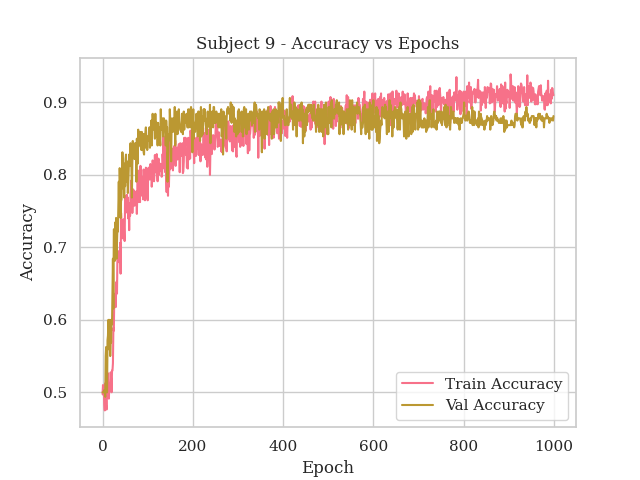 Subject 9 - Accuracy vs Epochs
Accuracy
0.9
0.8
0.7
0.6
0.5
0 200 400 600 800 1000
Epoch
Train Accuracy
Val Accuracy